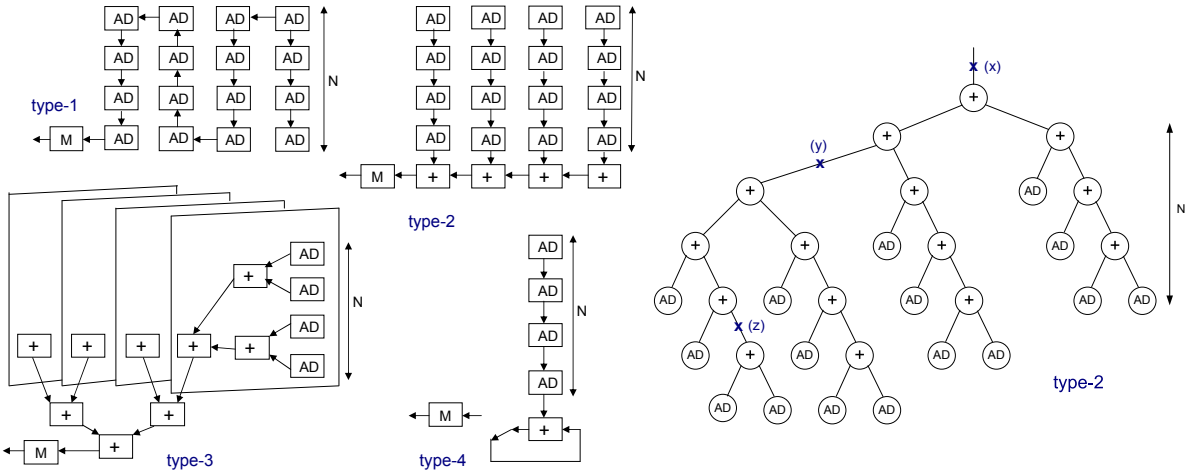 AD AD AD AD
AD AD AD AD
N
AD AD AD AD
type-1
M AD AD AD AD
AD AD AD AD
AD AD AD AD
N
AD AD AD AD
AD AD AD AD
M + + + +
type-2
AD
+
AD
N
AD
+ + + + +
AD
+ +
M +
type-3
AD
AD
N
AD
AD
M
+
type-4
x (x)
+
+ +
(y)
x
+ + AD +
N
+ + AD + AD +
AD + AD + AD + AD AD
x (z)
AD + AD + AD AD
AD AD AD AD
type-2